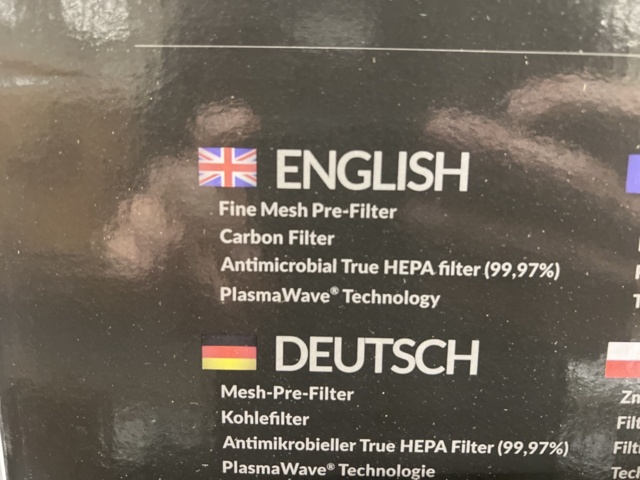 ENGLISH
Fine Mesh Pre-Filter
Carbon Filter
Antimicrobial True HEPA filter (99,97%)
PlasmaWave® Technology
DEUTSCH
Mesh-Pre-Filter
Kohlefilter
Antimikrobieller True HEPA Filter (99,97%)
PlasmaWave® Technologie